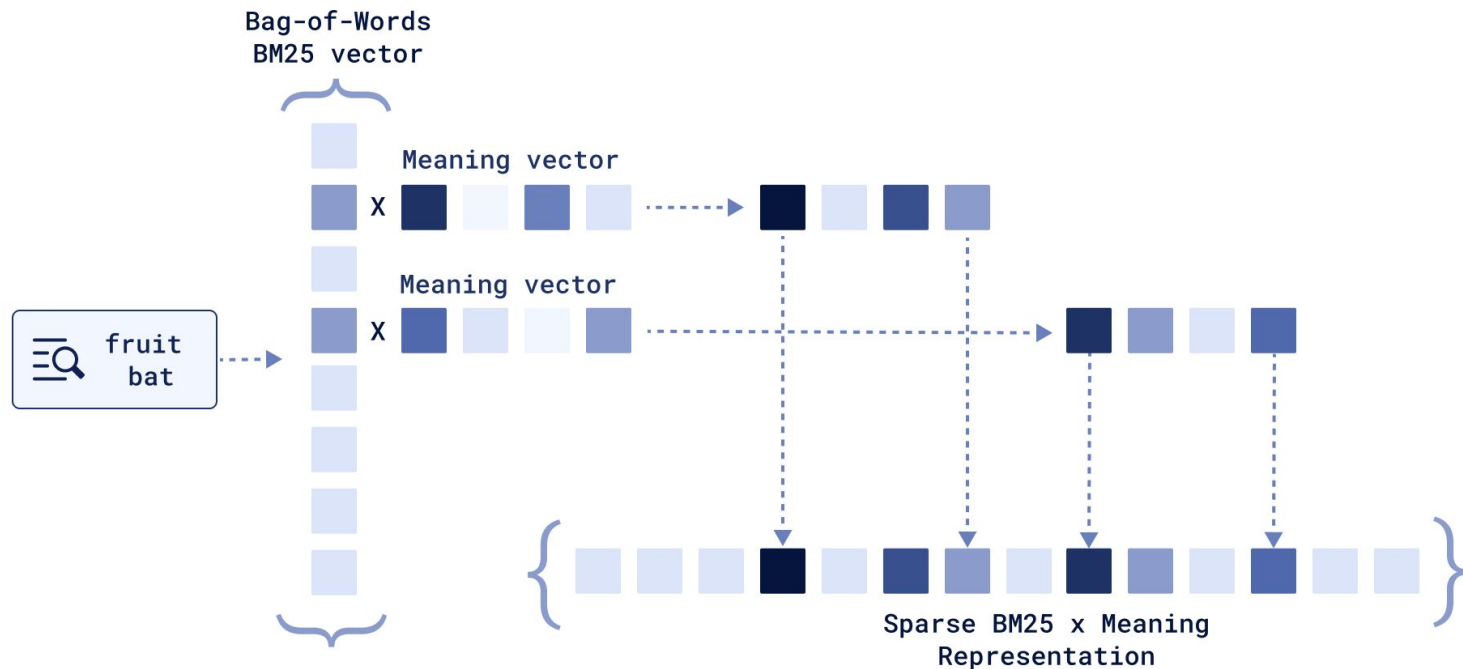 Bag-of-Words
BM25 vector
Meaning vector
X
Meaning vector
X
fruit
bat
Sparse BM25 x Meaning
Representation